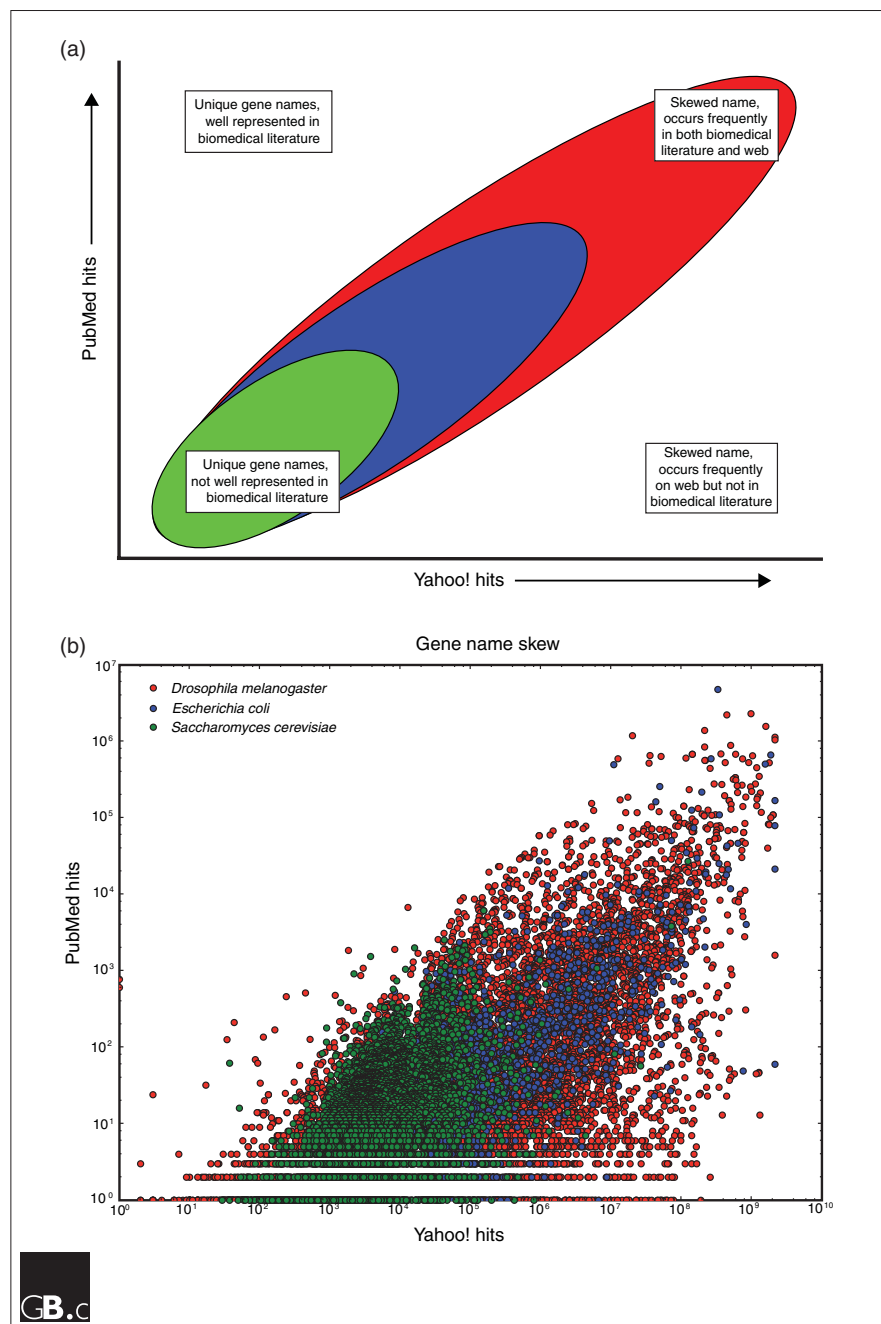 (a)
Unique gene names,
well represented in
biomedical literature
Skewed name,
occurs frequently
in both biomedical
literature and web
PubMed hits
Unique gene names,
not well represented in
biomedical literature
Skewed name,
occurs frequently
on web but not in
biomedical literature
Yahoo! hits
(b)
Gene name skew
Drosophila melanogaster
Escherichia coli
Saccharomyces cerevisiae
PubMed hits
10⁷
10⁶
10⁵
10⁴
10³
10²
10¹
10⁰
10⁰ 10¹ 10² 10³ 10⁴ 10⁵ 10⁶ 10⁷ 10⁸ 10⁹ 10¹⁰
Yahoo! hits
GB.c